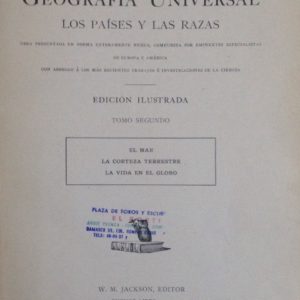 GEOGRAFÍA UNIVERSAL
LOS PAÍSES Y LAS RAZAS
OBRA PRESENTADA EN FORMA ENTERAMENTE NUEVA, COMPUESTA POR EMINENTES ESPECIALISTAS
DE EUROPA Y AMÉRICA
CON ARREGLO Á LOS MÁS RECIENTES TRABAJOS É INVESTIGACIONES DE LA CIENCIA
EDICIÓN ILUSTRADA
TOMO SEGUNDO
EL MAR
LA CORTEZA TERRESTRE
LA VIDA EN EL GLOBO
PLAZA DE TOROS Y
EL
W. M. JACKSON, EDITOR